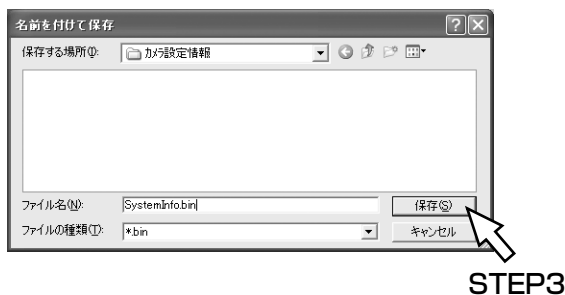 名前を付けて保存
保存する場所(I):
カメラ設定情報
ファイル名(N):
SystemInfo.bin
保存(S)
ファイルの種類(T):
*.bin
キャンセル
STEP3